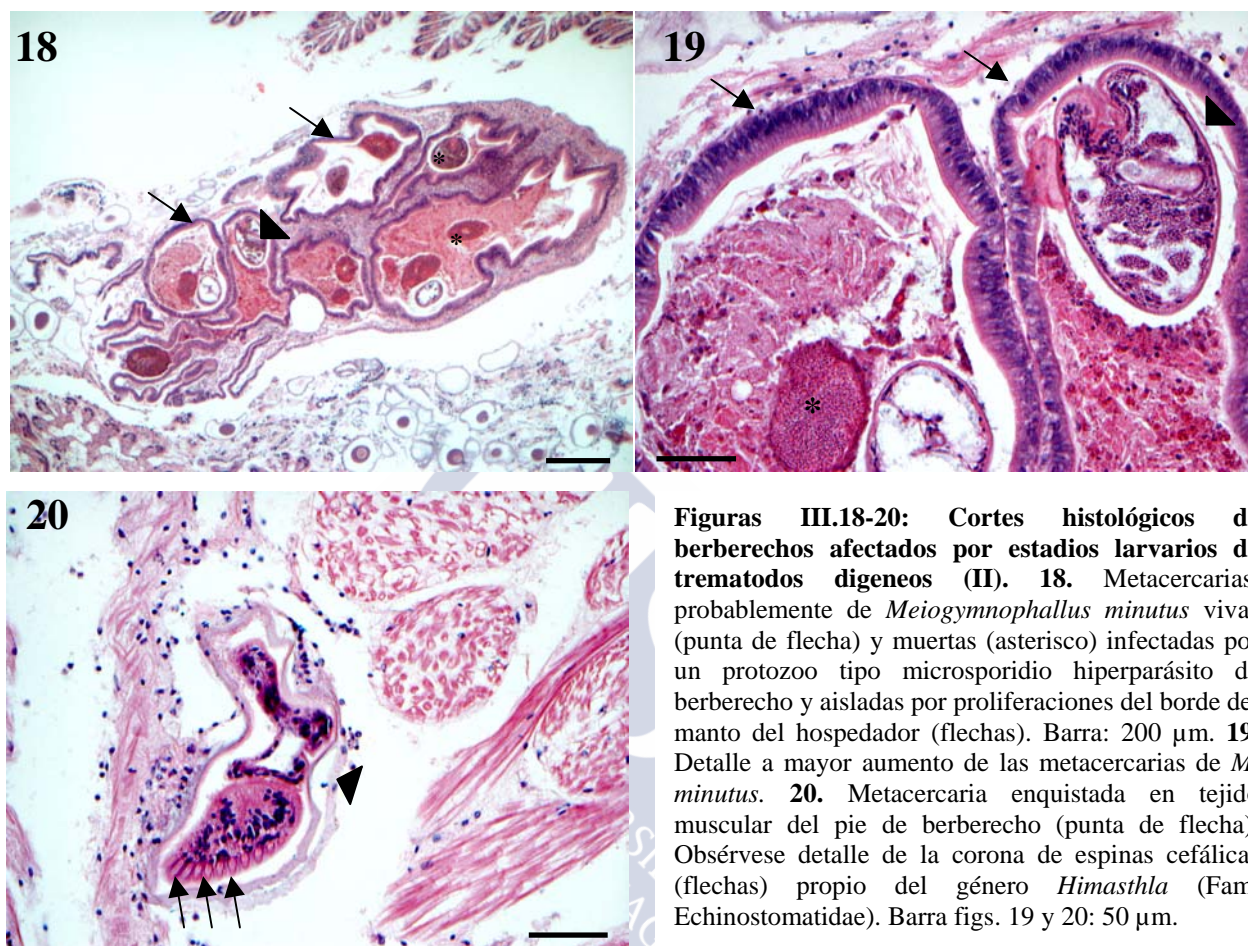 18
19
20
Figuras III.18-20: Cortes histológicos d
berberechos afectados por estadios larvarios d
trematodos digeneos (II). 18. Metacercarias
probablemente de Meiogymnophallus minutus viva
(punta de flecha) y muertas (asterisco) infectadas po
un protozoo tipo microsporidio hiperparásito d
berberecho y aisladas por proliferaciones del borde de
manto del hospedador (flechas). Barra: 200 µm. 19
Detalle a mayor aumento de las metacercarias de M
minutus. 20. Metacercaria enquistada en tejid
muscular del pie de berberecho (punta de flecha)
Obsérvese detalle de la corona de espinas cefálica
(flechas) propio del género Himasthla (Fam
Echinostomatidae). Barra figs. 19 y 20: 50 µm.